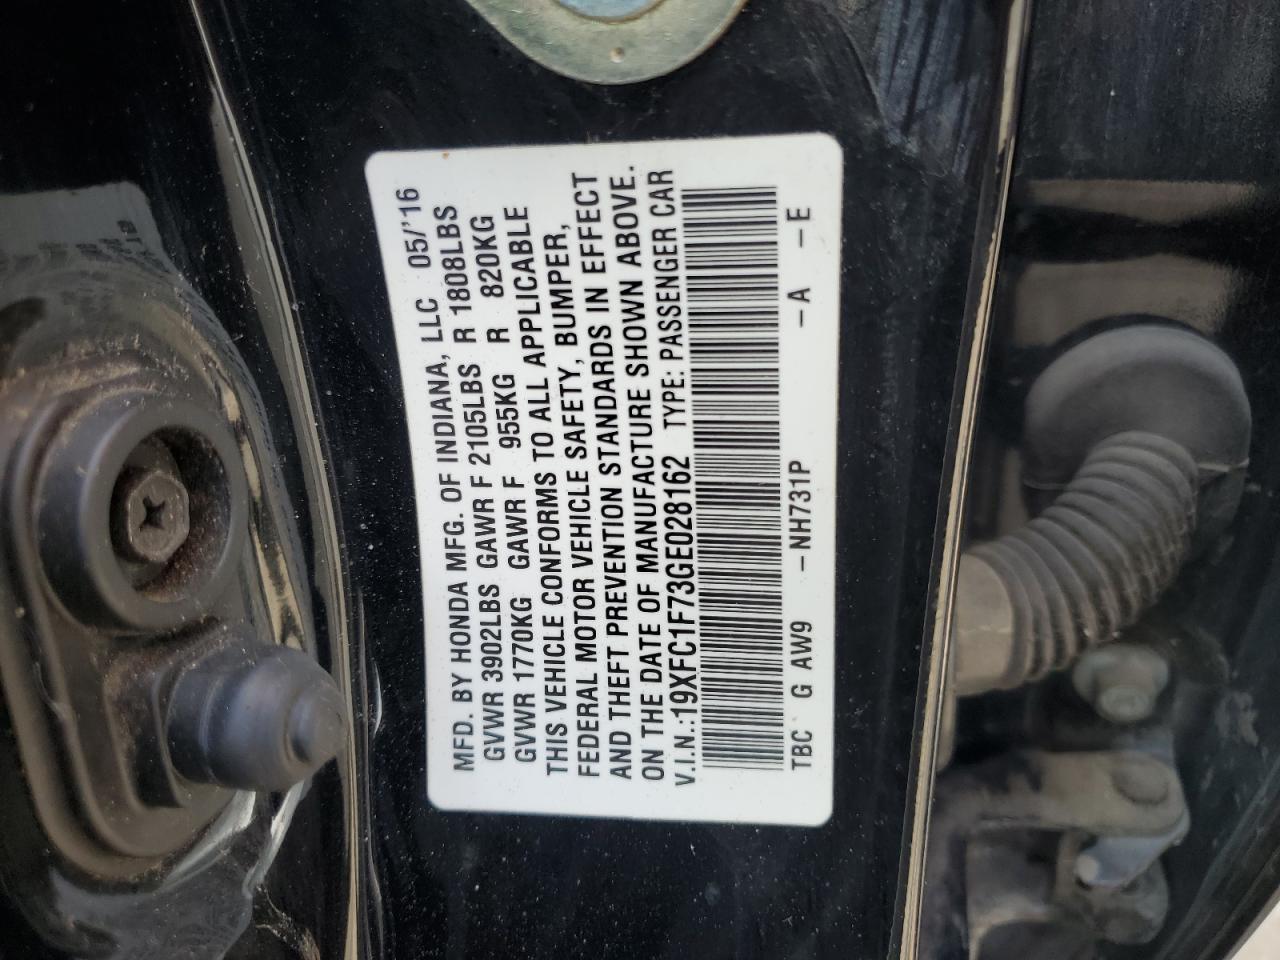 MFD. BY HONDA MFG. OF INDIANA, LLC 05/'16
GVWR 3902LBS GAWR F 2105LBS R 1808LBS
GVWR 1770KG GAWR F 955KG R 820KG
THIS VEHICLE CONFORMS TO ALL APPLICABLE
FEDERAL MOTOR VEHICLE SAFETY, BUMPER,
AND THEFT PREVENTION STANDARDS IN EFFECT
ON THE DATE OF MANUFACTURE SHOWN ABOVE.
V.I.N.:19XFC1F73GE028162 TYPE: PASSENGER CAR
TBC G AW9 -NH731P -A -E